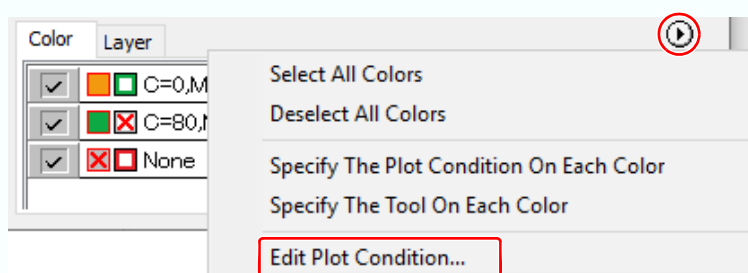 Color Layer
C=0,M
C=80,
None
Select All Colors
Deselect All Colors
Specify The Plot Condition On Each Color
Specify The Tool On Each Color
Edit Plot Condition...